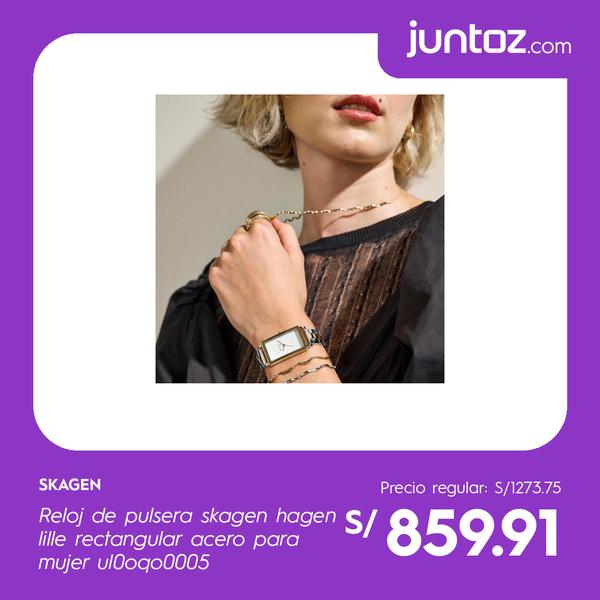 juntoz.com
SKAGEN
Reloj de pulsera skagen hagen
lille rectangular acero para
mujer ul0oqo0005
Precio regular: S/1273.75
S/ 859.91